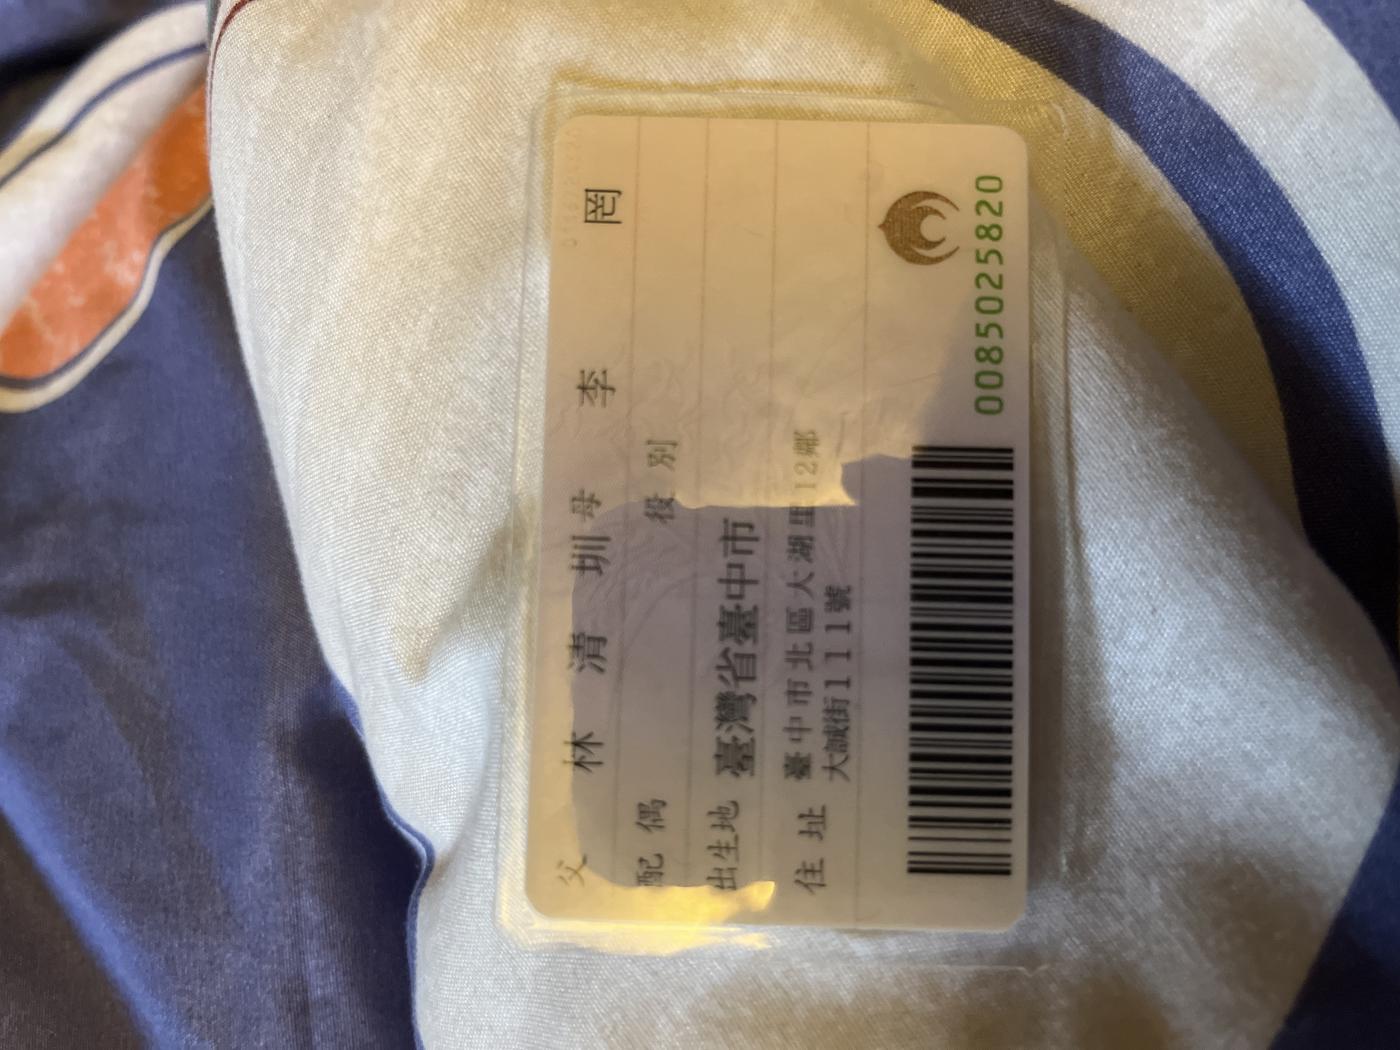 父 林清圳 母 李罔
配偶 役別
出生地 臺灣省臺中市
住址 臺中市北區大湖里12鄰
大誠街111號
0085025820